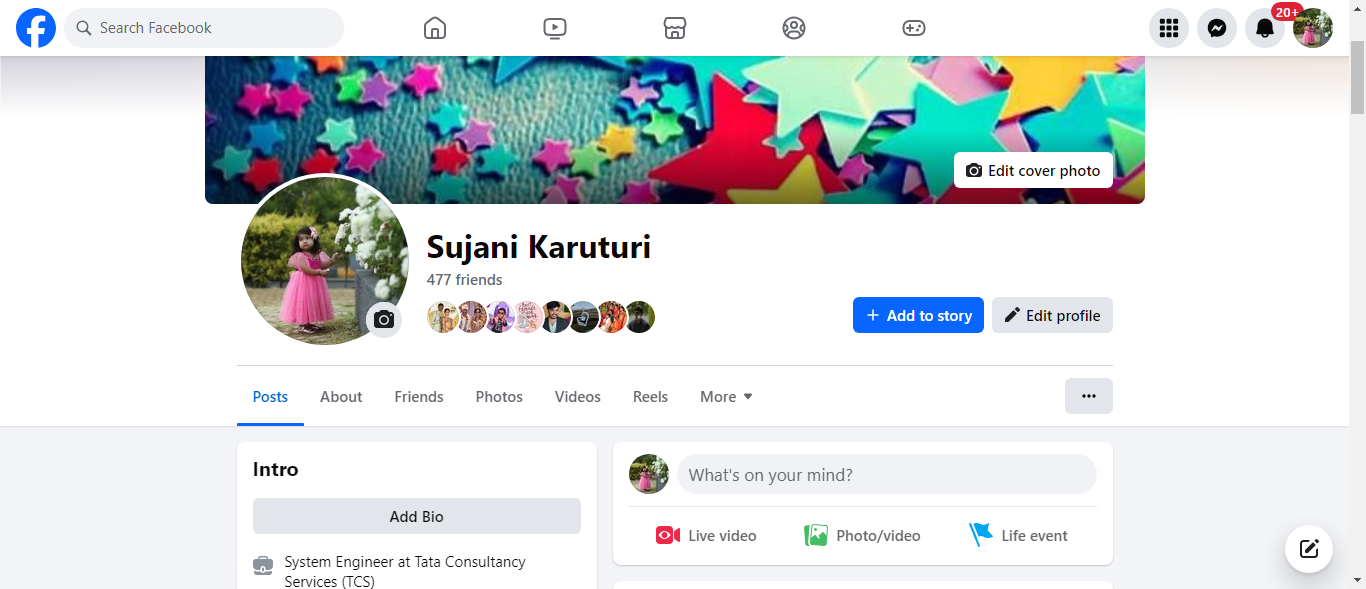 Search Facebook
20+
Edit cover photo
Sujani Karuturi
477 friends
+ Add to story
Edit profile
Posts
About
Friends
Photos
Videos
Reels
More
Intro
Add Bio
System Engineer at Tata Consultancy
Services (TCS)
What's on your mind?
Live video
Photo/video
Life event